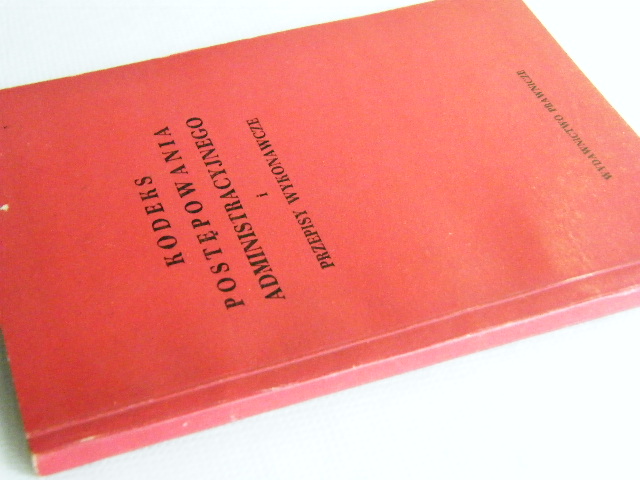 KODEKS
POSTĘPOWANIA
ADMINISTRACYJNEGO
i
PRZEPISY WYKONAWCZE
WYDAWNICTWO PRAWNICZE